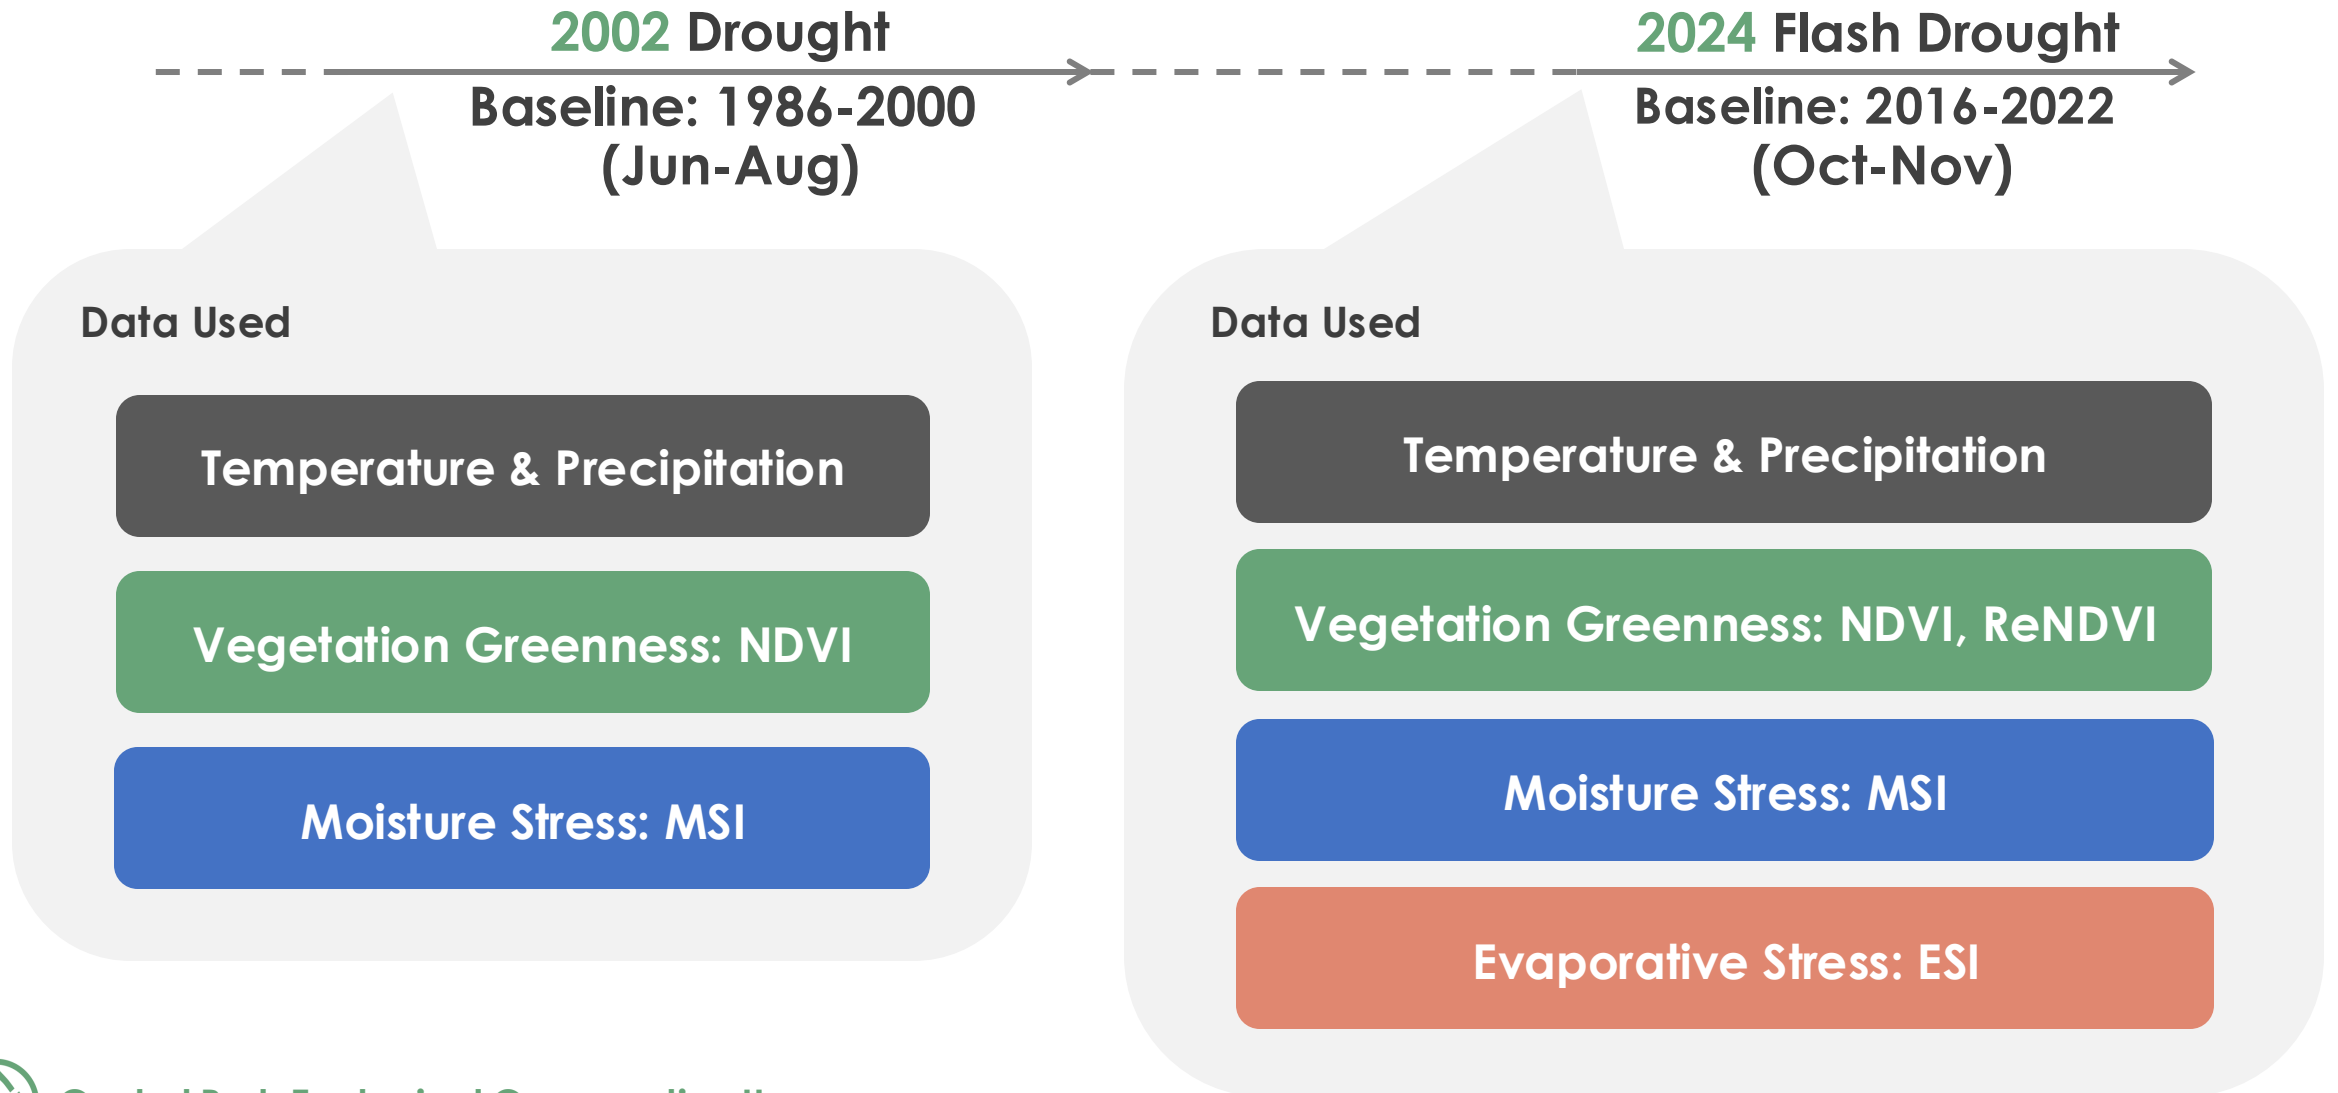 2002 Drought
Baseline: 1986-2000
(Jun-Aug)
Data Used
Temperature & Precipitation
Vegetation Greenness: NDVI
Moisture Stress: MSI
2024 Flash Drought
Baseline: 2016-2022
(Oct-Nov)
Data Used
Temperature & Precipitation
Vegetation Greenness: NDVI, ReNDVI
Moisture Stress: MSI
Evaporative Stress: ESI